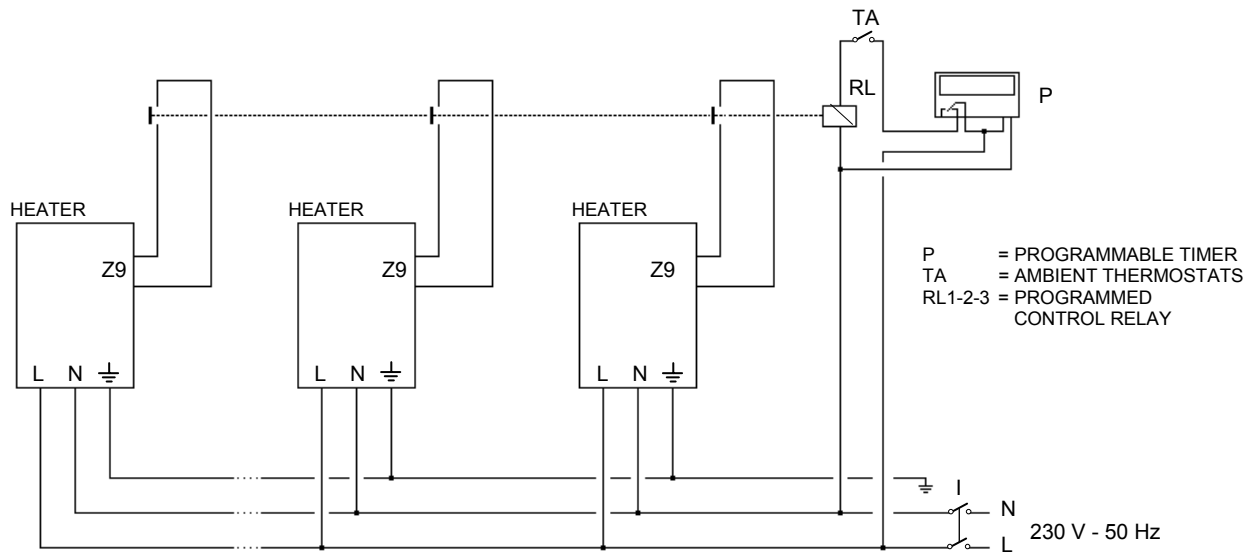 TA
RL
P
HEATER
HEATER
HEATER
Z9
Z9
Z9
P = PROGRAMMABLE TIMER
TA = AMBIENT THERMOSTATS
RL1-2-3 = PROGRAMMED
CONTROL RELAY
L N
L N
L N
I
N
230 V - 50 Hz
L